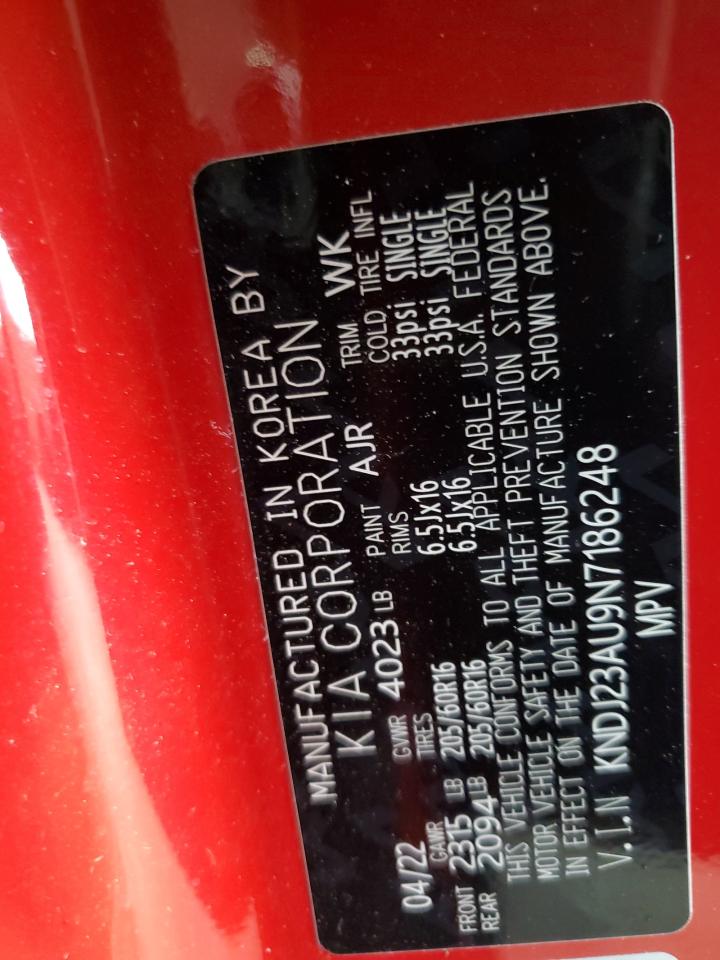 MANUFACTURED IN KOREA BY
KIA CORPORATION
04/22 GVWR 4023 LB PAINT AJR TRIM WK
GAWR TIRES RIMS COLD TIRE INFL
FRONT 2315 LB 205/60R16 6.5Jx16 33psi SINGLE
REAR 2094 LB 205/60R16 6.5Jx16 33psi SINGLE
THIS VEHICLE CONFORMS TO ALL APPLICABLE U.S.A. FEDERAL
MOTOR VEHICLE SAFETY AND THEFT PREVENTION STANDARDS
IN EFFECT ON THE DATE OF MANUFACTURE SHOWN ABOVE.
V.I.N KNDJ23AU9N7186248
MPV